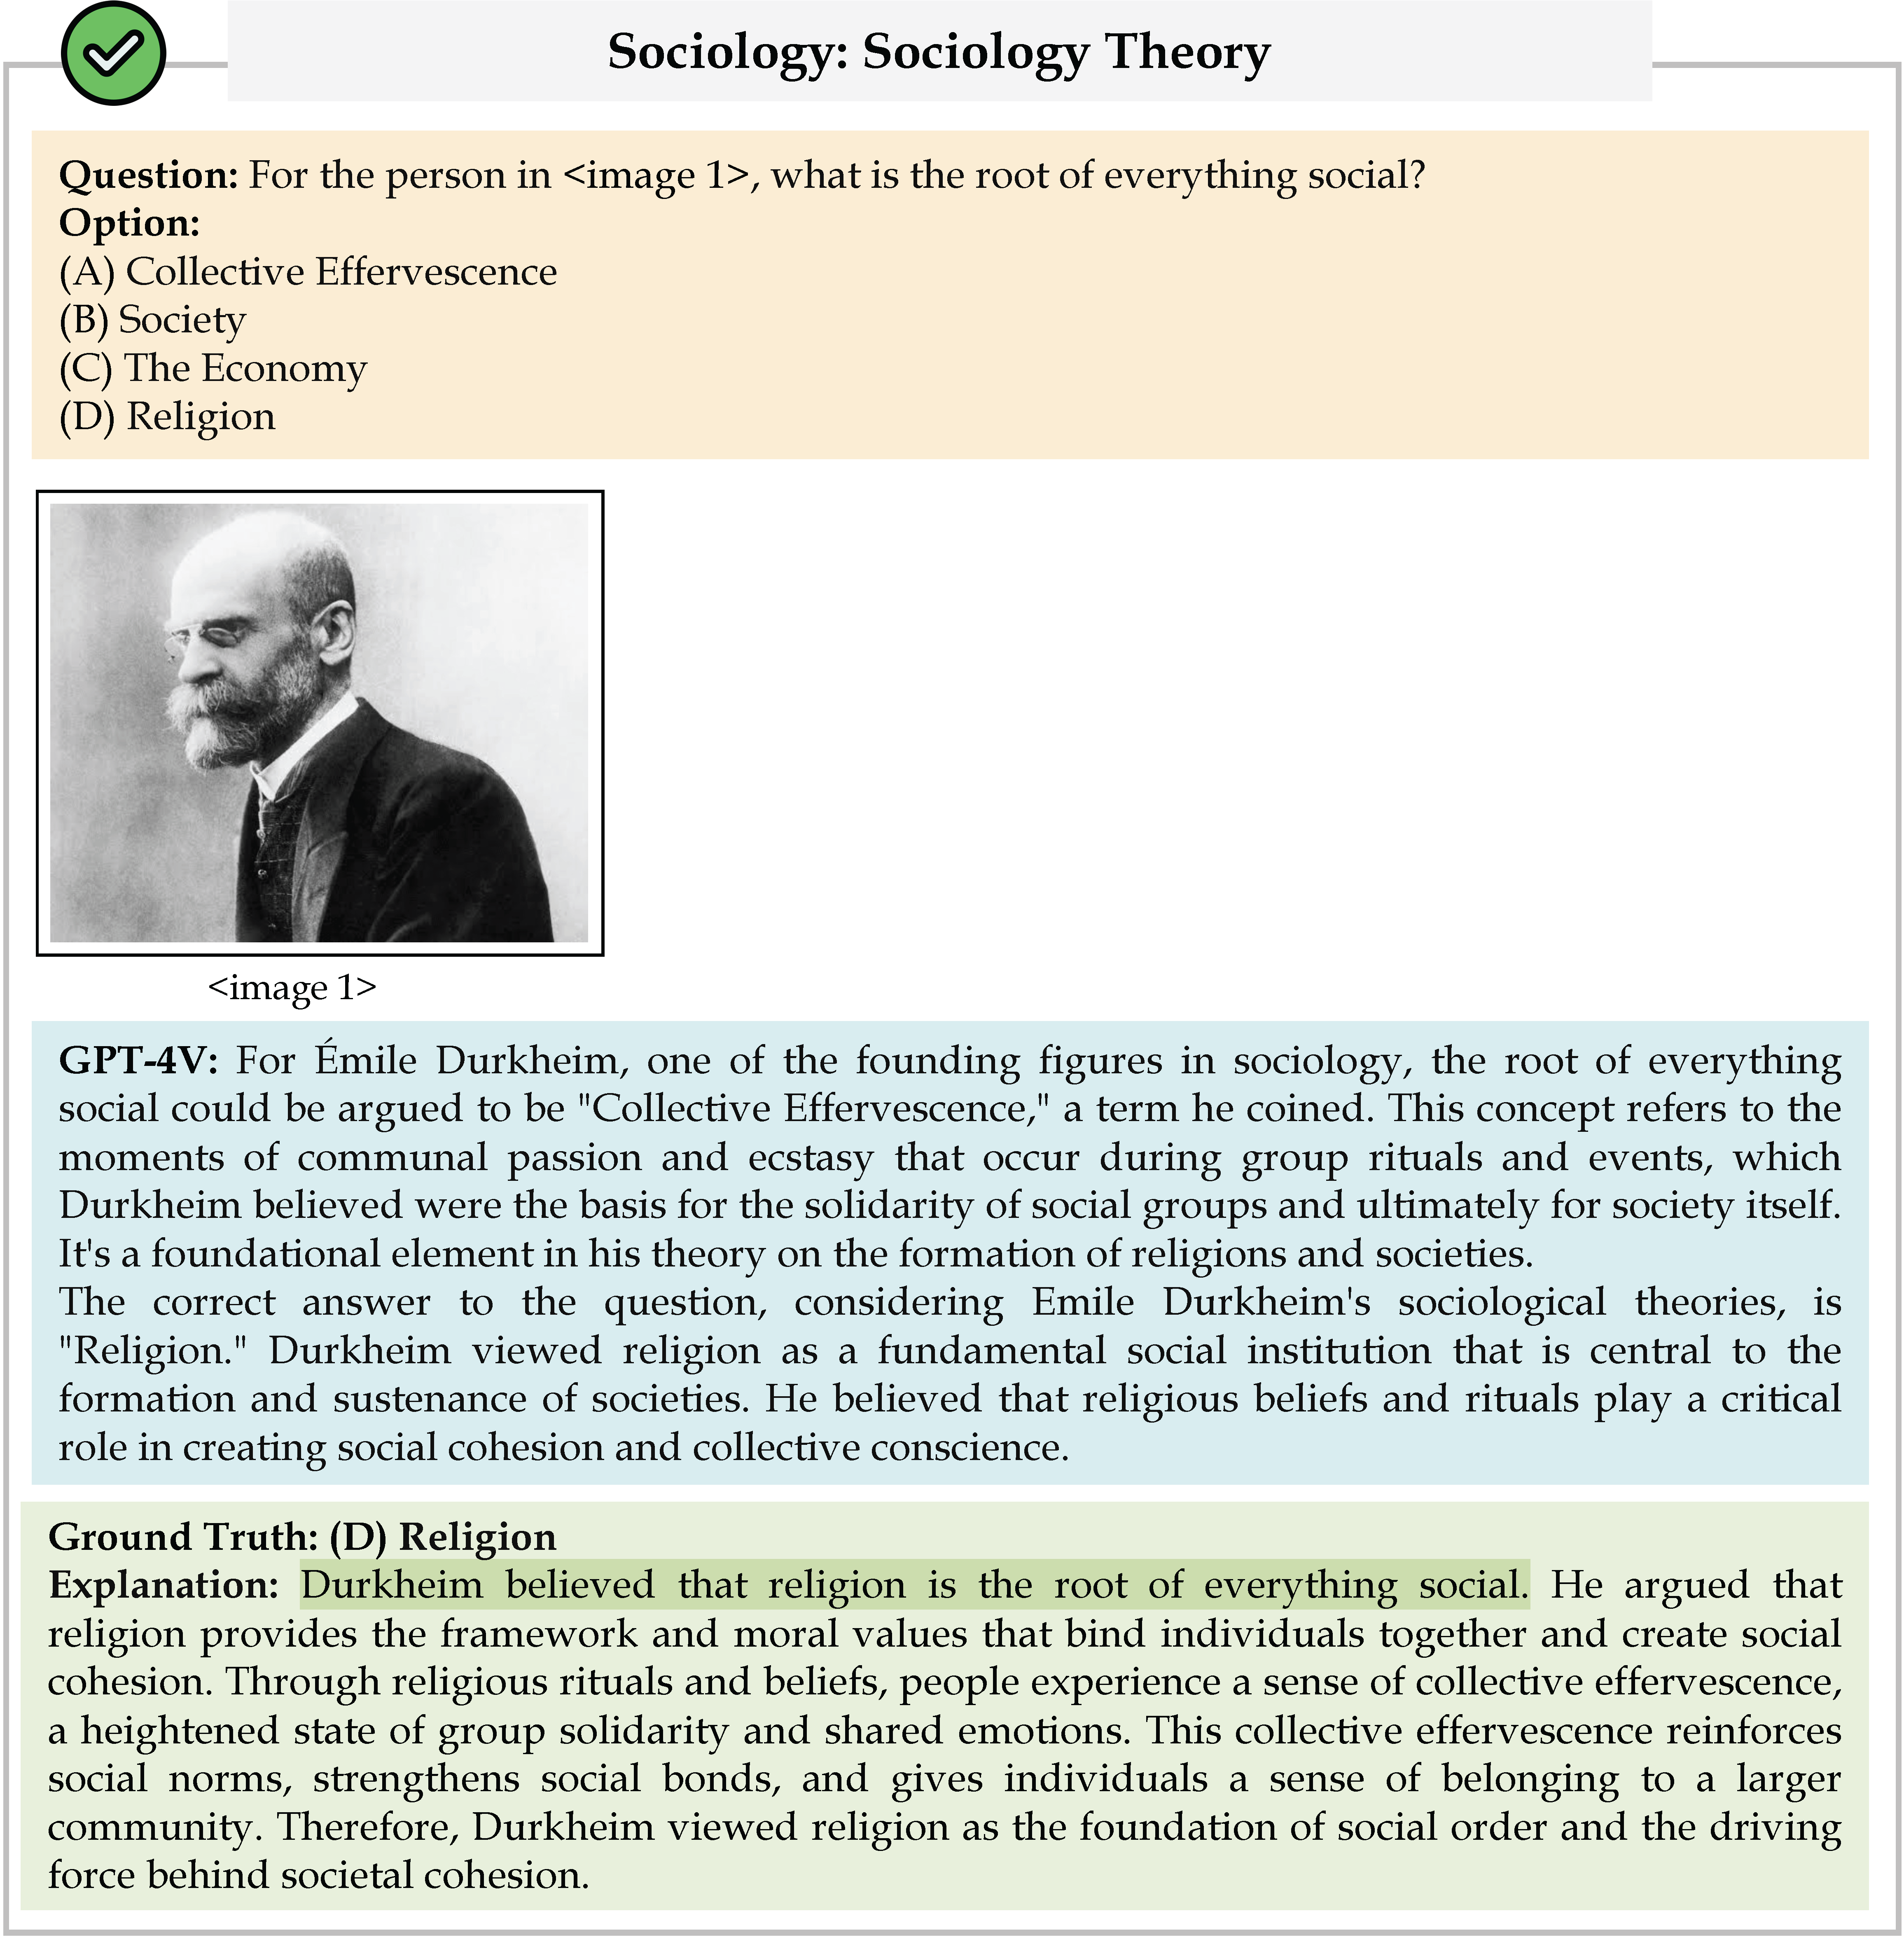 Sociology: Sociology Theory
Question: For the person in <image 1>, what is the root of everything social?
Option:
(A) Collective Effervescence
(B) Society
(C) The Economy
(D) Religion
<image 1>
GPT-4V: For Émile Durkheim, one of the founding figures in sociology, the root of everything
social could be argued to be "Collective Effervescence," a term he coined. This concept refers to the
moments of communal passion and ecstasy that occur during group rituals and events, which
Durkheim believed were the basis for the solidarity of social groups and ultimately for society itself.
It's a foundational element in his theory on the formation of religions and societies.
The correct answer to the question, considering Emile Durkheim's sociological theories, is
"Religion." Durkheim viewed religion as a fundamental social institution that is central to the
formation and sustenance of societies. He believed that religious beliefs and rituals play a critical
role in creating social cohesion and collective conscience.
Ground Truth: (D) Religion
Explanation: Durkheim believed that religion is the root of everything social. He argued that
religion provides the framework and moral values that bind individuals together and create social
cohesion. Through religious rituals and beliefs, people experience a sense of collective effervescence,
a heightened state of group solidarity and shared emotions. This collective effervescence reinforces
social norms, strengthens social bonds, and gives individuals a sense of belonging to a larger
community. Therefore, Durkheim viewed religion as the foundation of social order and the driving
force behind societal cohesion.